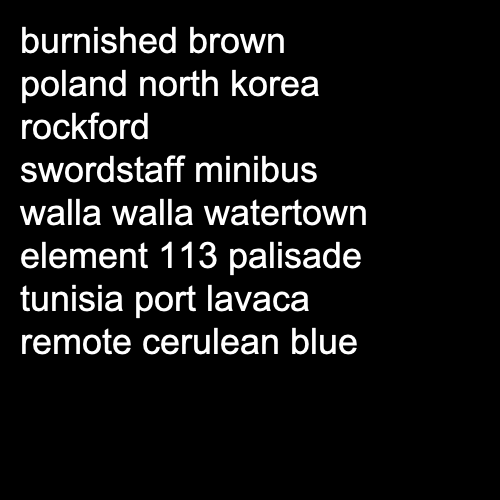 burnished brown
poland north korea
rockford
swordstaff minibus
walla walla watertown
element 113 palisade
tunisia port lavaca
remote cerulean blue